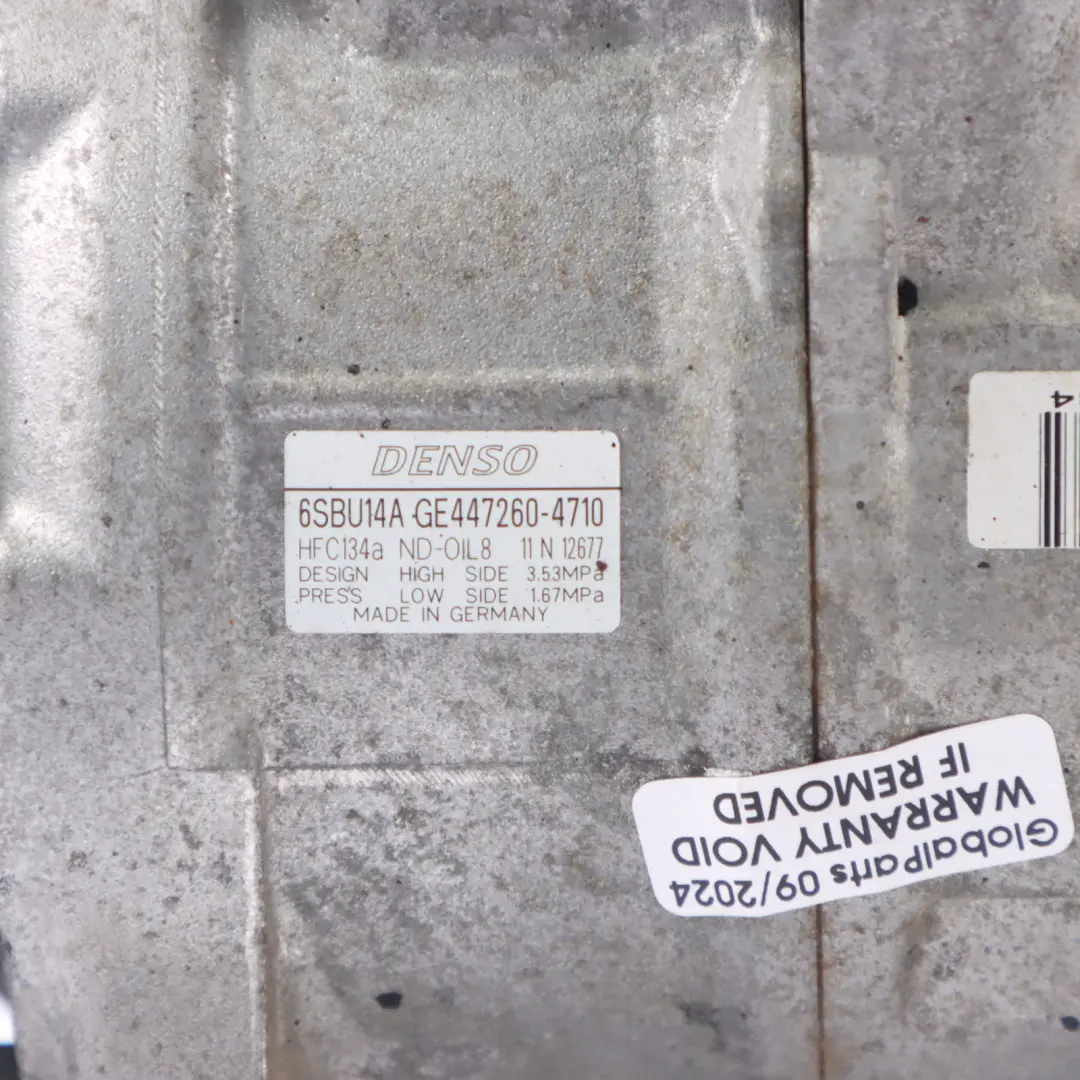 DENSO
6SBU14A GE447260-4710
HFC134a ND-OIL8 11 N 12677
DESIGN HIGH SIDE 3.53MPa
PRESS LOW SIDE 1.67MPa
MADE IN GERMANY
4
GlobalParts 09/2024
WARRANTY VOID
IF REMOVED